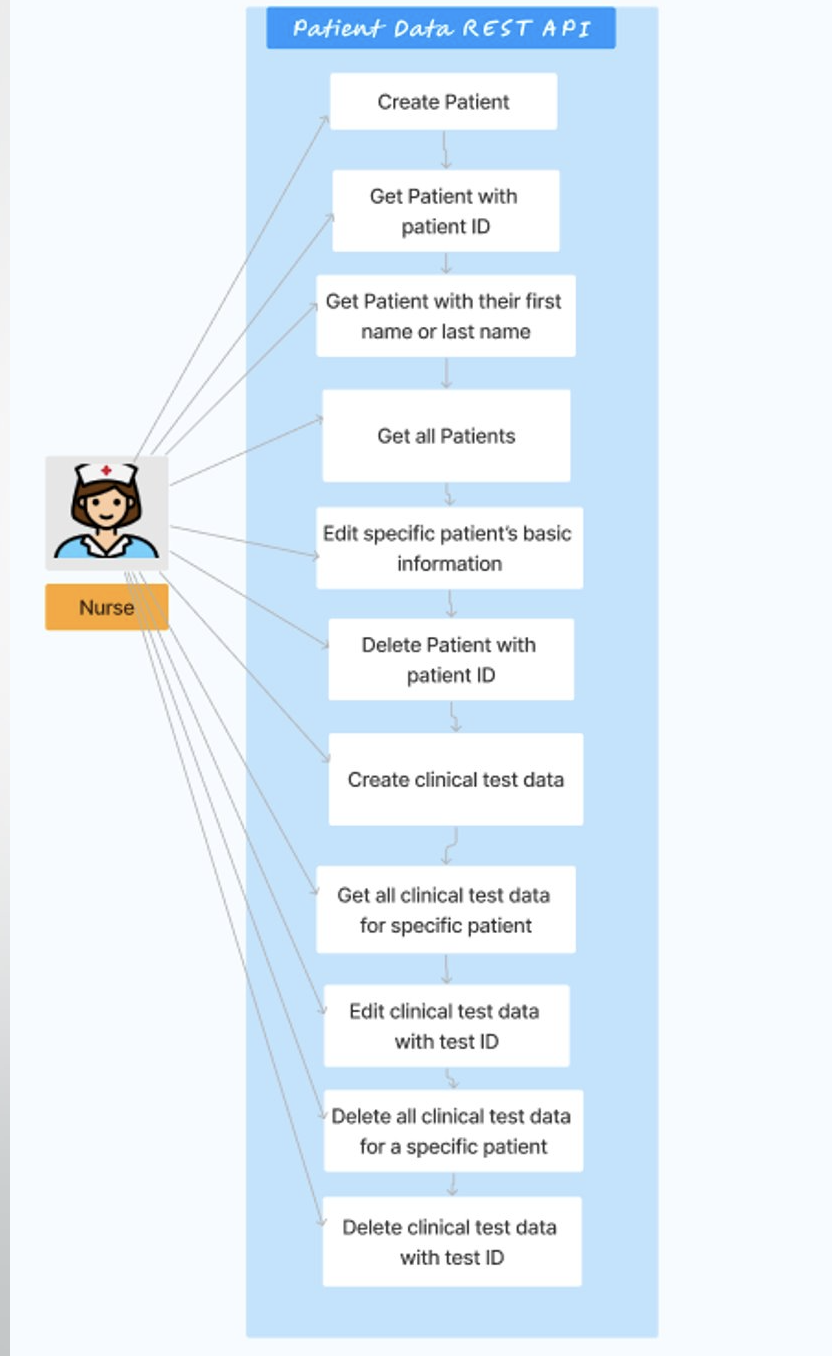 Patient Data REST API
Create Patient
Get Patient with
patient ID
Get Patient with their first
name or last name
Get all Patients
Edit specific patient’s basic
information
Nurse
Delete Patient with
patient ID
Create clinical test data
Get all clinical test data
for specific patient
Edit clinical test data
with test ID
Delete all clinical test data
for a specific patient
Delete clinical test data
with test ID